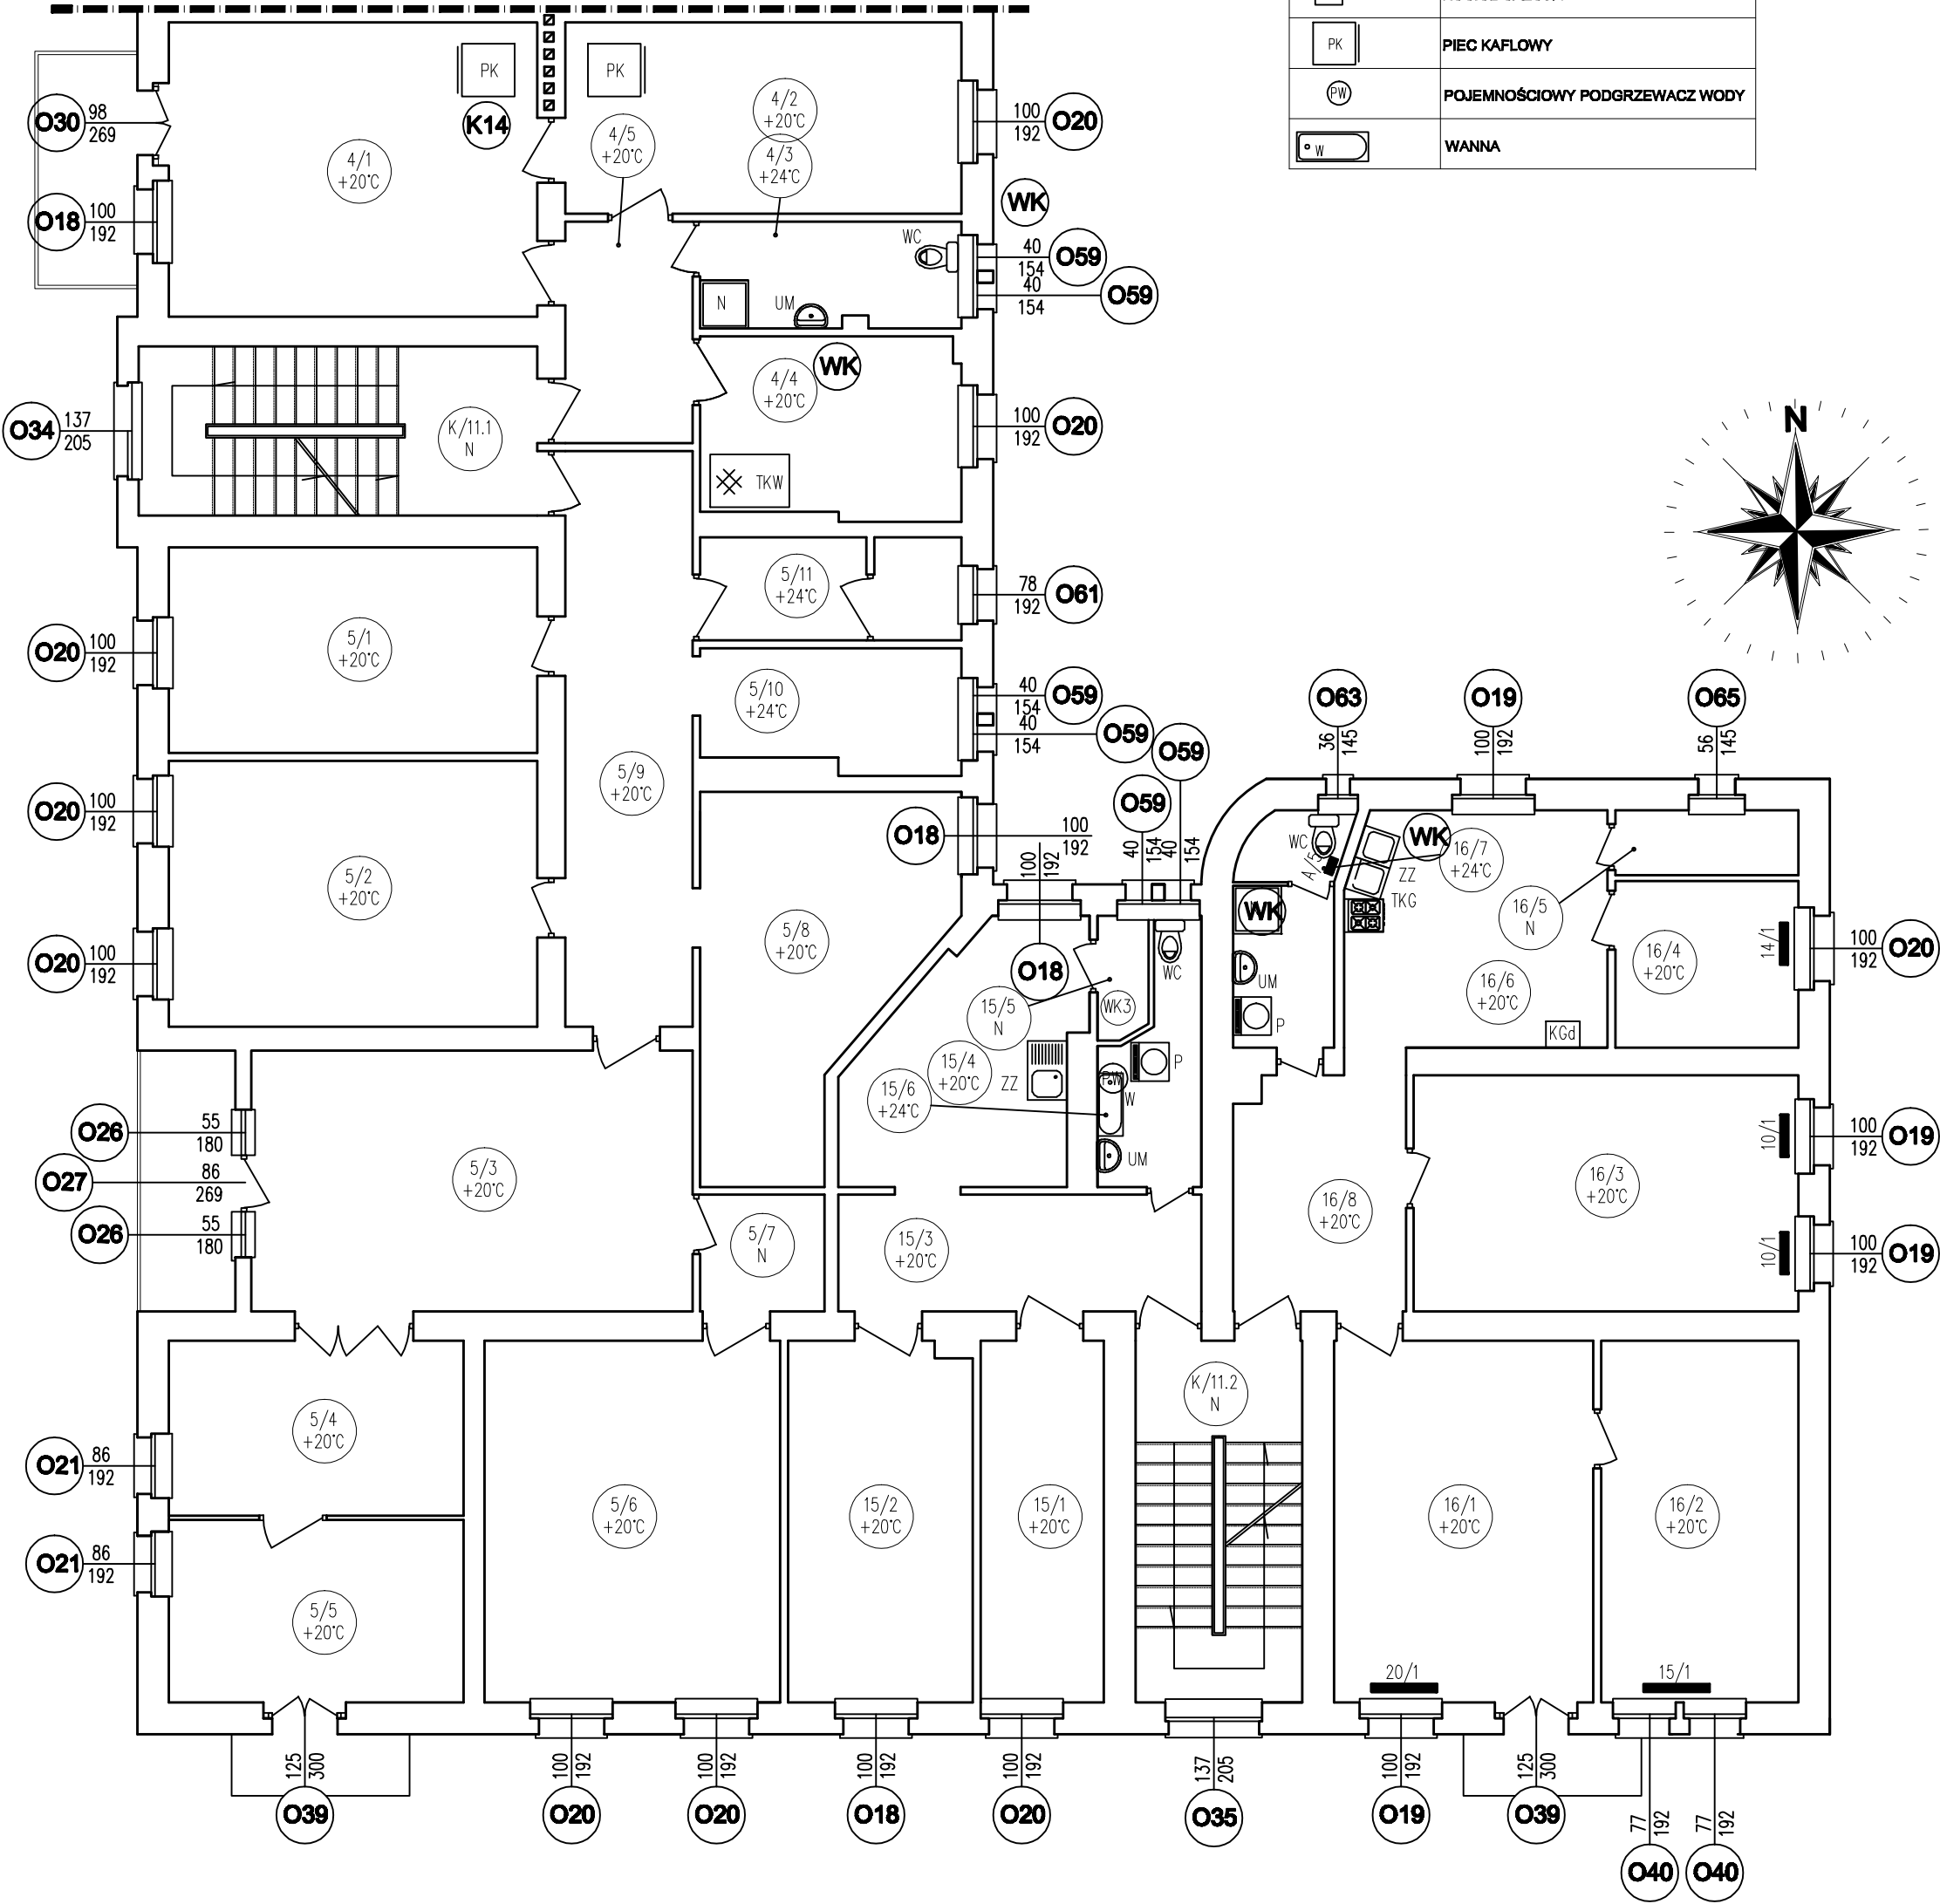 PK
PIEC KAFLOWY
PW
POJEMNOŚCIOWY PODGRZEWACZ WODY
W
WANNA
N
O30
98
269
O18
100
192
4/1
+20°C
PK
K14
PK
4/5
+20°C
4/2
+20°C
4/3
+24°C
100
192
O20
WK
WC
40
154
O59
40
154
O59
N
UM
O34
137
205
K/11.1
N
4/4
+20°C
WK
TKW
100
192
O20
5/11
+24°C
78
192
O61
O20
100
192
5/1
+20°C
5/10
+24°C
40
154
O59
40
154
O59
O59
O59
O63
36
145
O19
100
192
O65
56
145
O20
100
192
5/2
+20°C
5/9
+20°C
O18
100
192
100
192
40
154
40
154
O20
100
192
5/8
+20°C
O18
WC
A/5
WK
16/7
+24°C
ZZ
TKG
WK
16/5
N
16/4
+20°C
14/1
100
192
O20
15/5
N
WK3
WC
UM
P
16/6
+20°C
KGd
15/4
+20°C
ZZ
15/6
+24°C
PW
W
P
UM
O26
55
180
O27
86
269
O26
55
180
5/3
+20°C
5/7
N
15/3
+20°C
16/8
+20°C
16/3
+20°C
10/1
100
192
O19
10/1
100
192
O19
K/11.2
N
O21
86
192
5/4
+20°C
O21
86
192
5/5
+20°C
5/6
+20°C
15/2
+20°C
15/1
+20°C
16/1
+20°C
16/2
+20°C
20/1
15/1
125
300
O39
100
192
O20
100
192
O20
100
192
O18
100
192
O20
137
205
O35
100
192
O19
125
300
O39
77
192
O40
77
192
O40